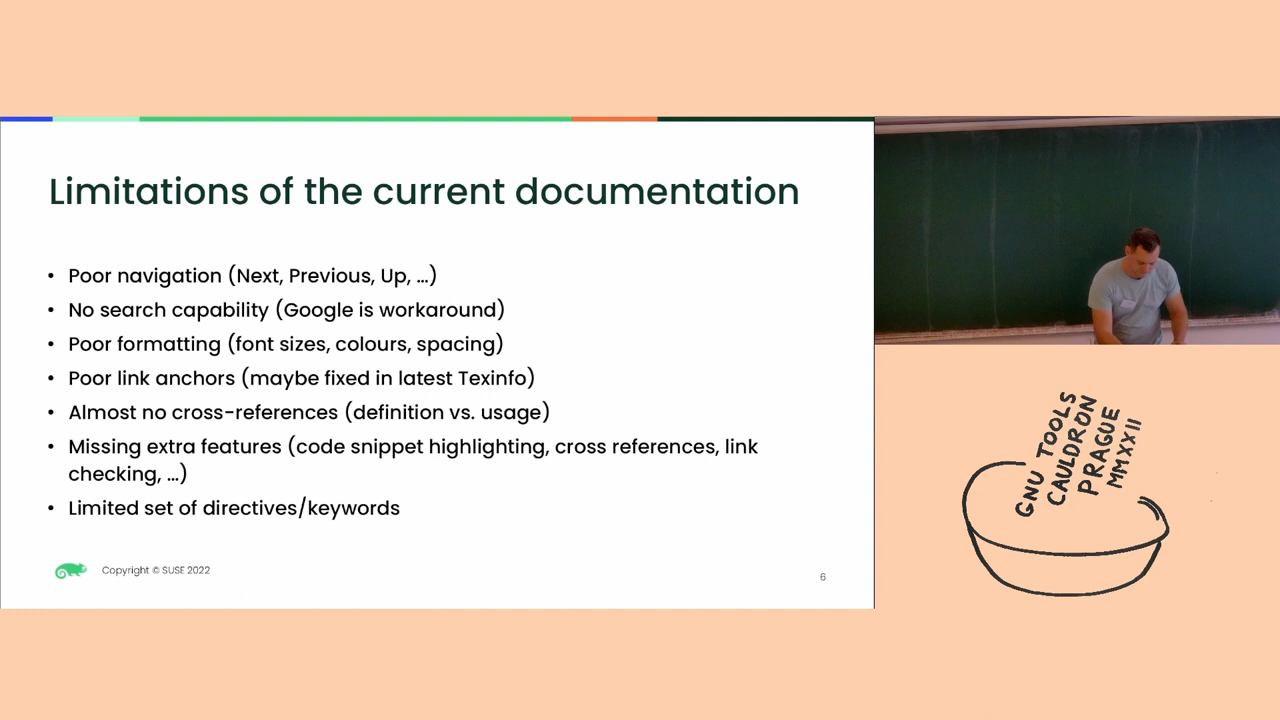 Limitations of the current documentation
• Poor navigation (Next, Previous, Up, ...)
• No search capability (Google is workaround)
• Poor formatting (font sizes, colours, spacing)
• Poor link anchors (maybe fixed in latest Texinfo)
• Almost no cross-references (definition vs. usage)
• Missing extra features (code snippet highlighting, cross references, link
checking, ...)
• Limited set of directives/keywords
Copyright © SUSE 2022
6
GNU TOOLS
CAULDRON
PRAGUE
MMXXII